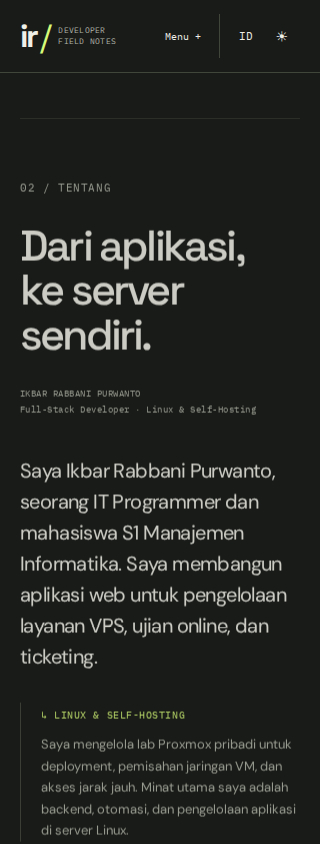 ir/ DEVELOPER
FIELD NOTES
Menu +
ID
02 / TENTANG
Dari aplikasi,
ke server
sendiri.
IKBAR RABBANI PURWANTO
Full-Stack Developer · Linux & Self-Hosting
Saya Ikbar Rabbani Purwanto,
seorang IT Programmer dan
mahasiswa S1 Manajemen
Informatika. Saya membangun
aplikasi web untuk pengelolaan
layanan VPS, ujian online, dan
ticketing.
↳ LINUX & SELF-HOSTING
Saya mengelola lab Proxmox pribadi untuk
deployment, pemisahan jaringan VM, dan
akses jarak jauh. Minat utama saya adalah
backend, otomasi, dan pengelolaan aplikasi
di server Linux.